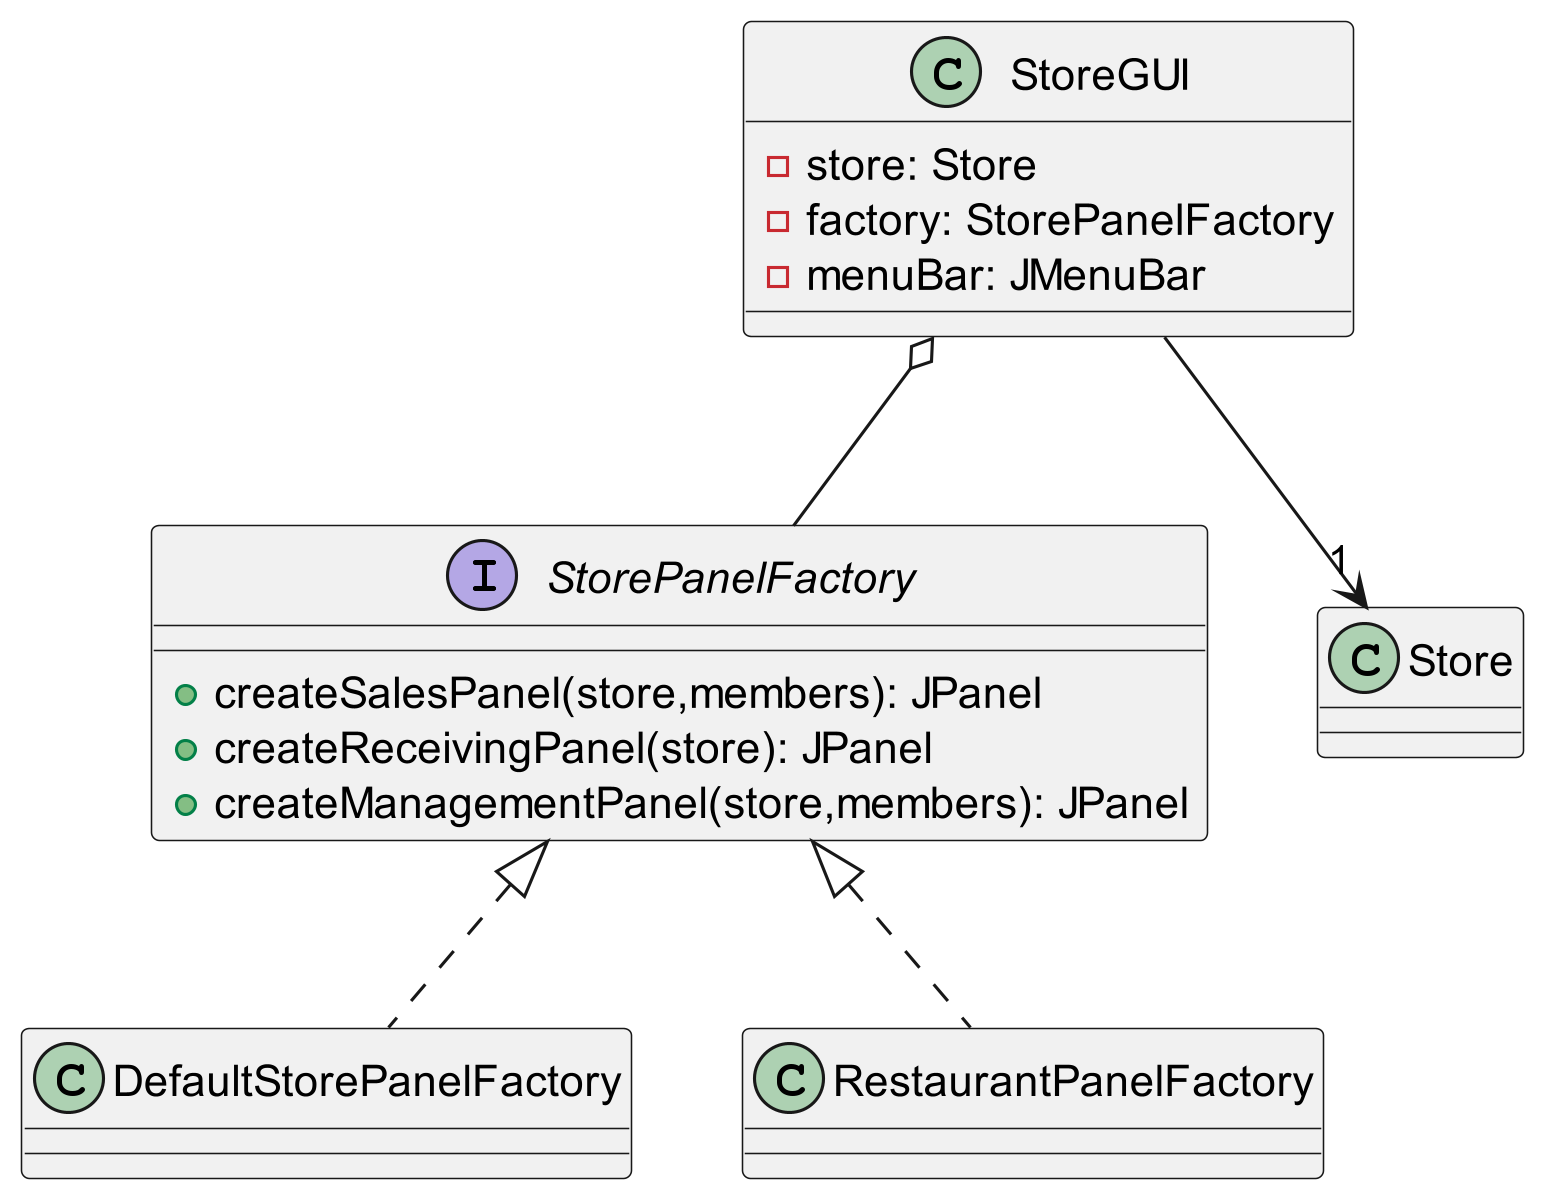 C StoreGUI
store: Store
factory: StorePanelFactory
menuBar: JMenuBar
1
I StorePanelFactory
createSalesPanel(store,members): JPanel
createReceivingPanel(store): JPanel
createManagementPanel(store,members): JPanel
C Store
C DefaultStorePanelFactory
C RestaurantPanelFactory